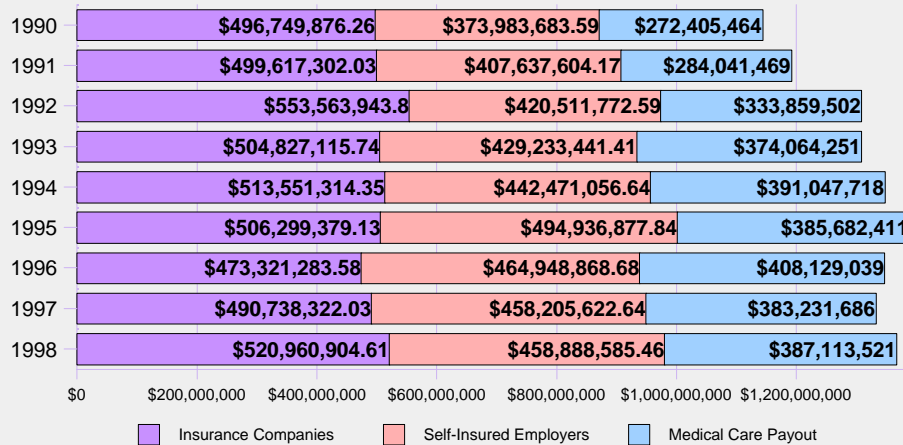 1990 $496,749,876.26 $373,983,683.59 $272,405,464
1991 $499,617,302.03 $407,637,604.17 $284,041,469
1992 $553,563,943.8 $420,511,772.59 $333,859,502
1993 $504,827,115.74 $429,233,441.41 $374,064,251
1994 $513,551,314.35 $442,471,056.64 $391,047,718
1995 $506,299,379.13 $494,936,877.84 $385,682,411
1996 $473,321,283.58 $464,948,868.68 $408,129,039
1997 $490,738,322.03 $458,205,622.64 $383,231,686
1998 $520,960,904.61 $458,888,585.46 $387,113,521
$0 $200,000,000 $400,000,000 $600,000,000 $800,000,000 $1,000,000,000 $1,200,000,000
Insurance Companies Self-Insured Employers Medical Care Payout